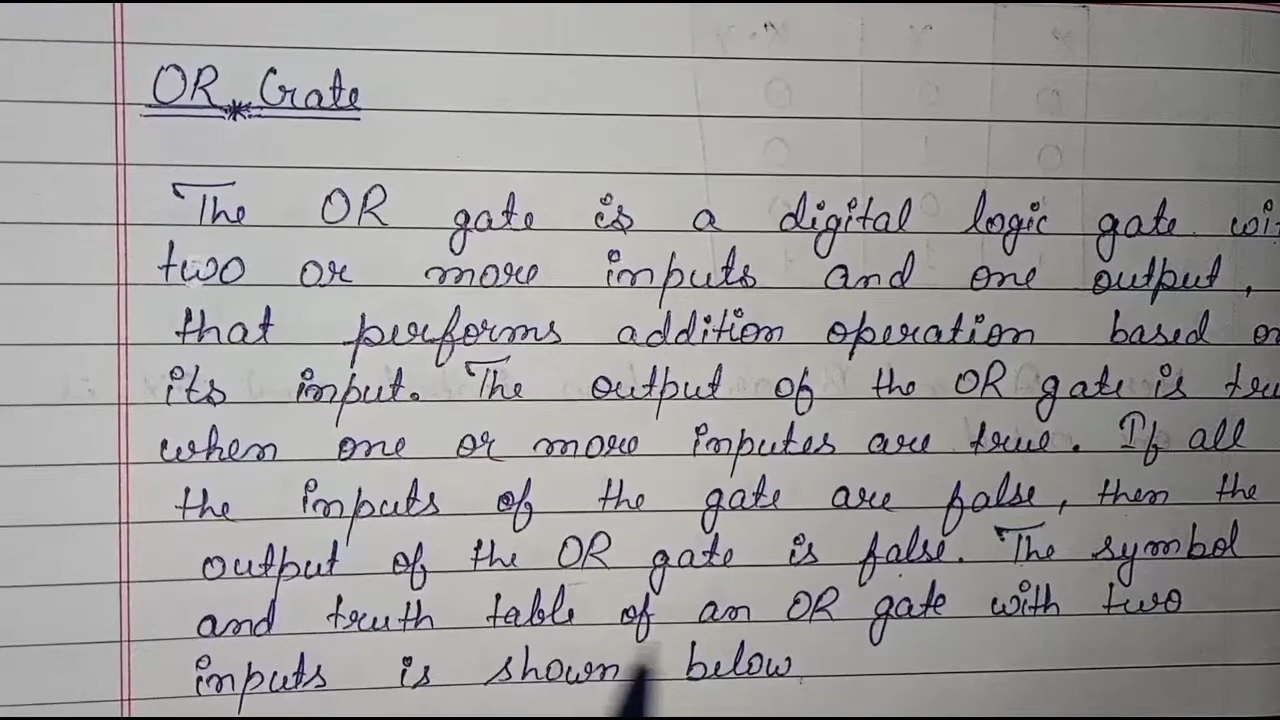 OR Gate
The OR gate is a digital logic gate wi
two or more inputs and one output,
that performs addition operation based on
its input. The output of the OR gate is tru
when one or more inputes are true. If all
the inputs of the gate are false, then the
output of the OR gate is false. The symbol
and truth table of an OR gate with two
inputs is shown below